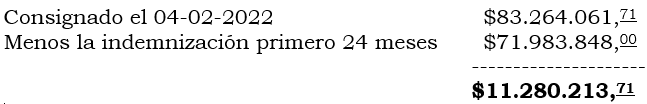 Consignado el 04-02-2022 $83.264.061,71
Menos la indemnización primero 24 meses $71.983.848,00
---------------------
$11.280.213,71